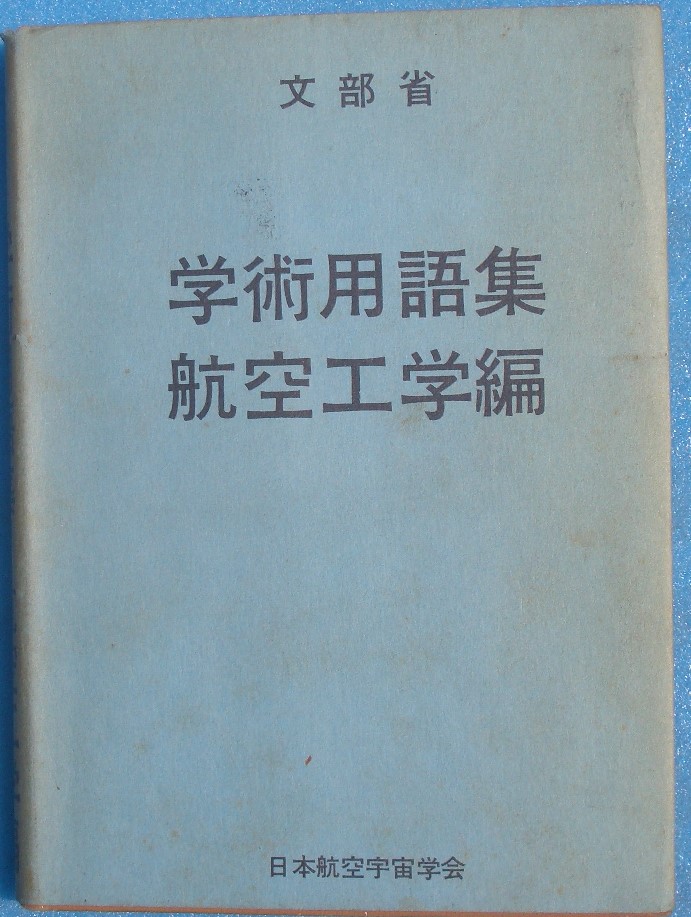 文部省
学術用語集
航空工学編
日本航空宇宙学会